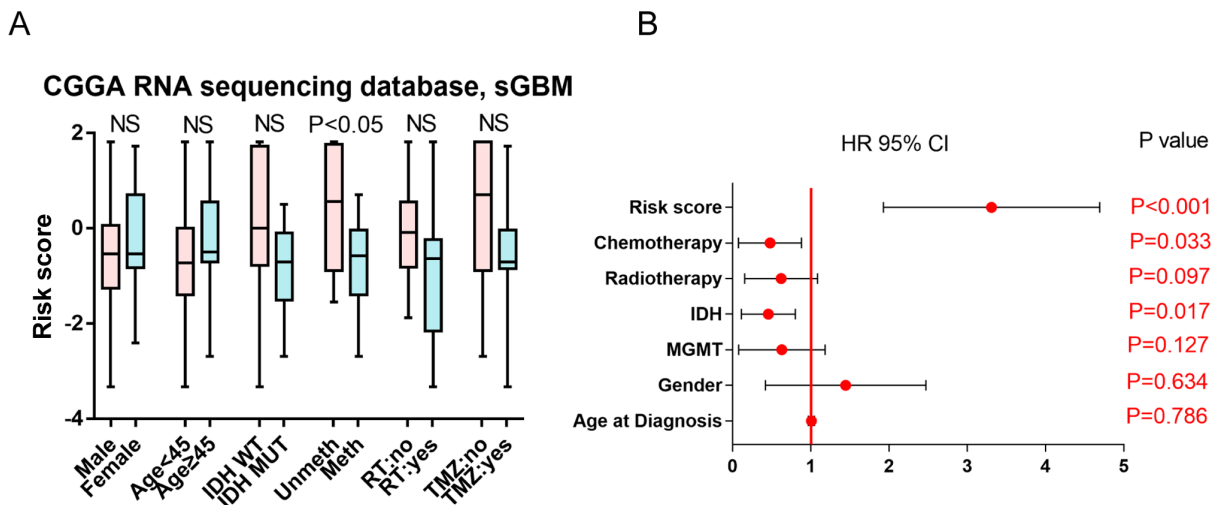 A
CGGA RNA sequencing database, sGBM
NS
NS
NS
P<0.05
NS
NS
Risk score
2
0
-2
-4
Male
Female
Age<45
Age≥45
IDH WT
IDH MUT
Unmeth
Meth
RT:no
RT:yes
TMZ:no
TMZ:yes
B
HR 95% CI
P value
Risk score
P<0.001
Chemotherapy
P=0.033
Radiotherapy
P=0.097
IDH
P=0.017
MGMT
P=0.127
Gender
P=0.634
Age at Diagnosis
P=0.786
0
1
2
3
4
5